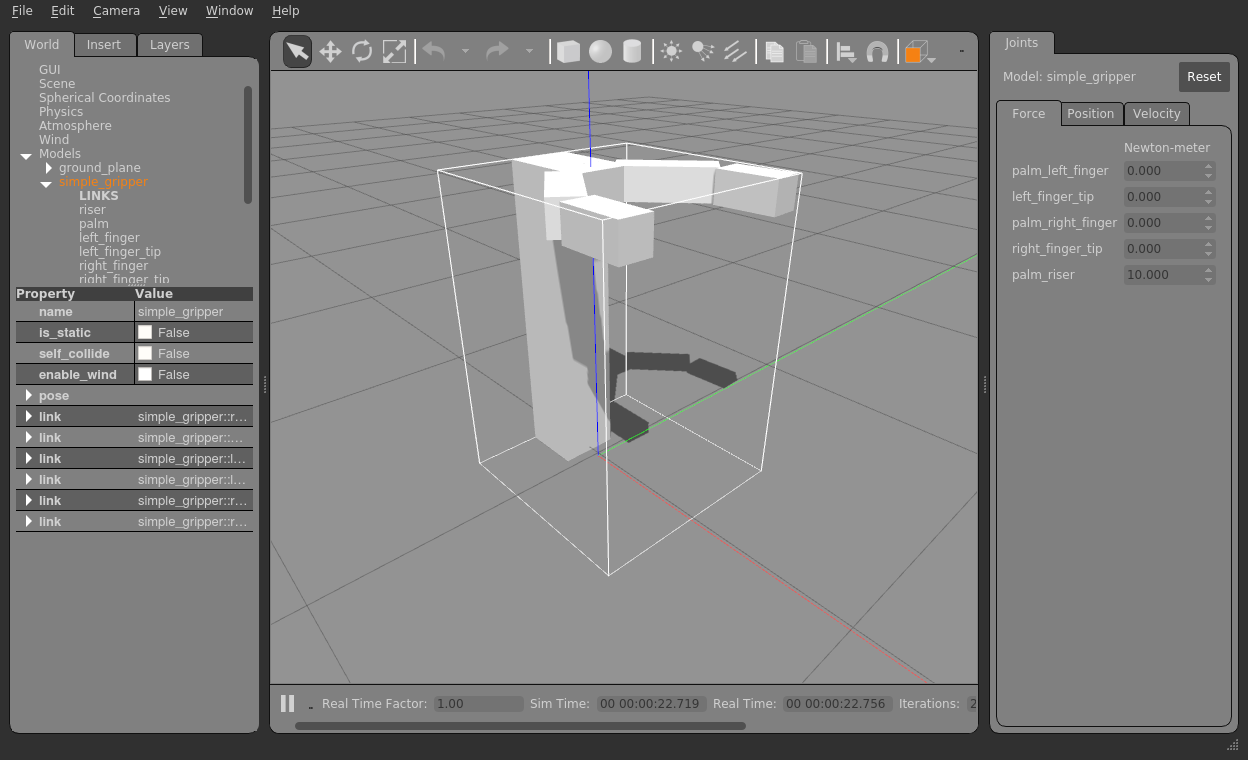 File Edit Camera View Window Help
World Insert Layers
GUI
Scene
Spherical Coordinates
Physics
Atmosphere
Wind
Models
ground_plane
simple_gripper
LINKS
riser
palm
left_finger
left_finger_tip
right_finger
right_finger_tip
Property Value
name simple_gripper
is_static False
self_collide False
enable_wind False
pose
link simple_gripper::r...
link simple_gripper::...
link simple_gripper::l...
link simple_gripper::l...
link simple_gripper::r...
link simple_gripper::r...
Real Time Factor: 1.00 Sim Time: 00 00:00:22.719 Real Time: 00 00:00:22.756 Iterations: 2
Joints
Model: simple_gripper Reset
Force Position Velocity
Newton-meter
palm_left_finger 0.000
left_finger_tip 0.000
palm_right_finger 0.000
right_finger_tip 0.000
palm_riser 10.000